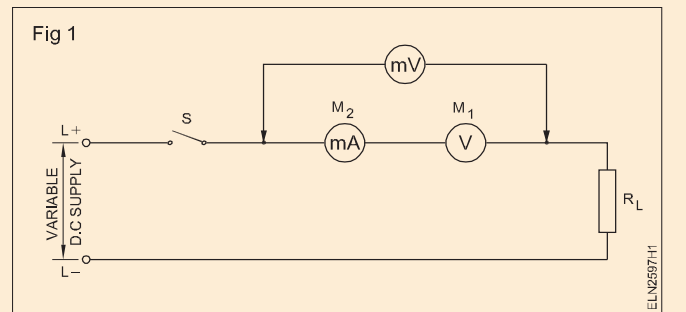 Fig 1
mV
M2
M1
S
L+
mA
V
VARIABLE
D.C SUPPLY
RL
L−
ELN2597H1